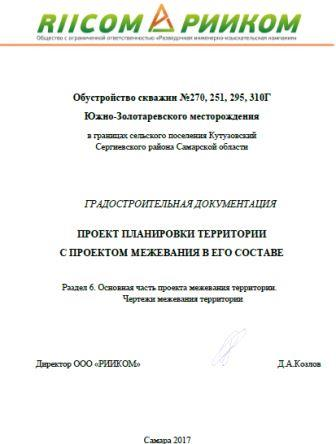 RIICOM РИИКОМ
Общество с ограниченной ответственностью «Разведочная инженерно-изыскательская компания»
Обустройство скважин №270, 251, 295, 310Г
Южно-Золотаревского месторождения
в границах сельского поселения Кутузовский
Сергиевского района Самарской области
ГРАДОСТРОИТЕЛЬНАЯ ДОКУМЕНТАЦИЯ
ПРОЕКТ ПЛАНИРОВКИ ТЕРРИТОРИИ
С ПРОЕКТОМ МЕЖЕВАНИЯ В ЕГО СОСТАВЕ
Раздел 6. Основная часть проекта межевания территории.
Чертежи межевания территории
Директор ООО «РИИКОМ» Д.А.Козлов
Самара 2017